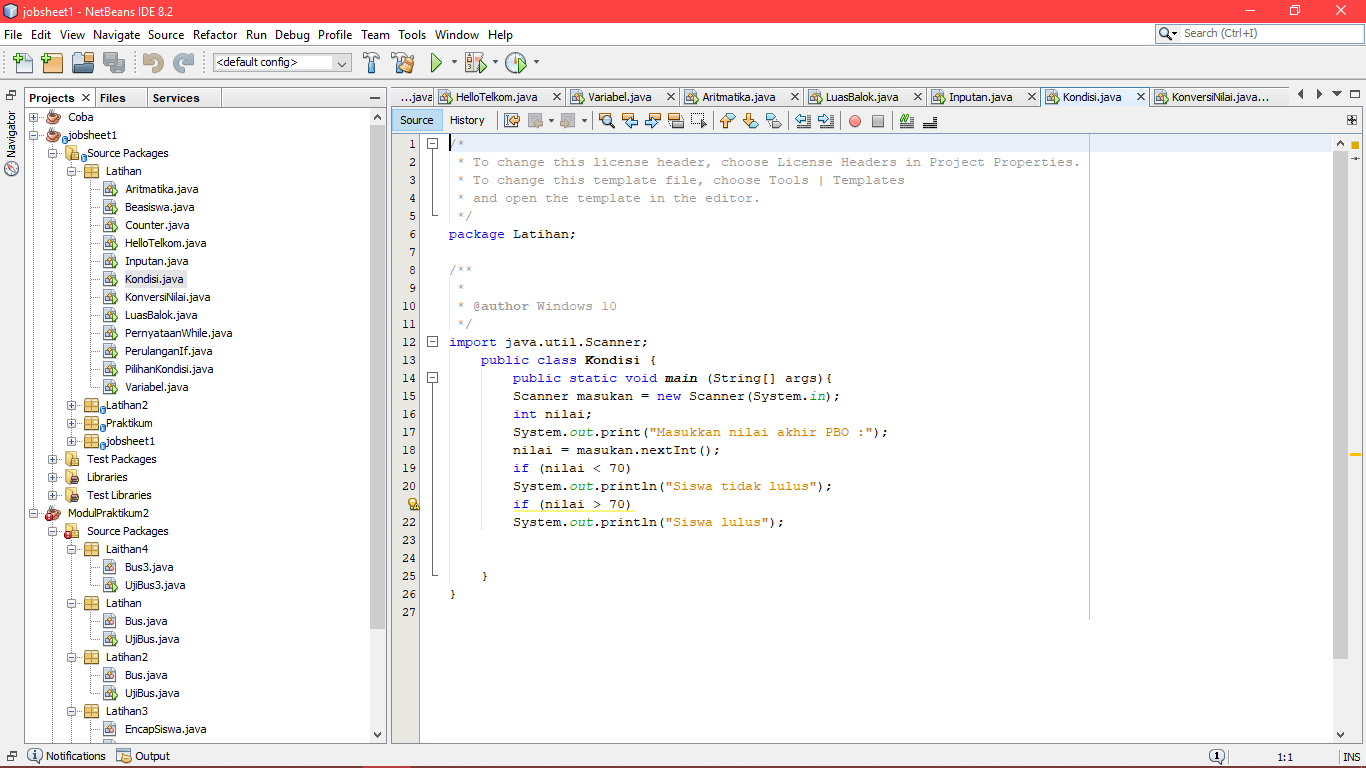 jobsheet1 - NetBeans IDE 8.2
File Edit View Navigate Source Refactor Run Debug Profile Team Tools Window Help
Search (Ctrl+I)
<default config>
Projects Files Services
Navigator
Coba
jobsheet1
Source Packages
Latihan
Aritmatika.java
Beasiswa.java
Counter.java
HelloTelkom.java
Inputan.java
Kondisi.java
KonversiNilai.java
LuasBalok.java
PernyataanWhile.java
PerulanganIf.java
PilihanKondisi.java
Variabel.java
Latihan2
Praktikum
jobsheet1
Test Packages
Libraries
Test Libraries
ModulPraktikum2
Source Packages
Laithan4
Bus3.java
UjiBus3.java
Latihan
Bus.java
UjiBus.java
Latihan2
Bus.java
UjiBus.java
Latihan3
EncapSiswa.java
...java HelloTelkom.java Variabel.java Aritmatika.java LuasBalok.java Inputan.java Kondisi.java KonversiNilai.java...
Source History
1 /*
2 * To change this license header, choose License Headers in Project Properties.
3 * To change this template file, choose Tools | Templates
4 * and open the template in the editor.
5 */
6 package Latihan;
7
8 /**
9 *
10 * @author Windows 10
11 */
12 import java.util.Scanner;
13 public class Kondisi {
14 public static void main (String[] args){
15 Scanner masukan = new Scanner(System.in);
16 int nilai;
17 System.out.print("Masukkan nilai akhir PBO :");
18 nilai = masukan.nextInt();
19 if (nilai < 70)
20 System.out.println("Siswa tidak lulus");
if (nilai > 70)
22 System.out.println("Siswa lulus");
23
24
25 }
26 }
27
Notifications Output
1 1:1 INS